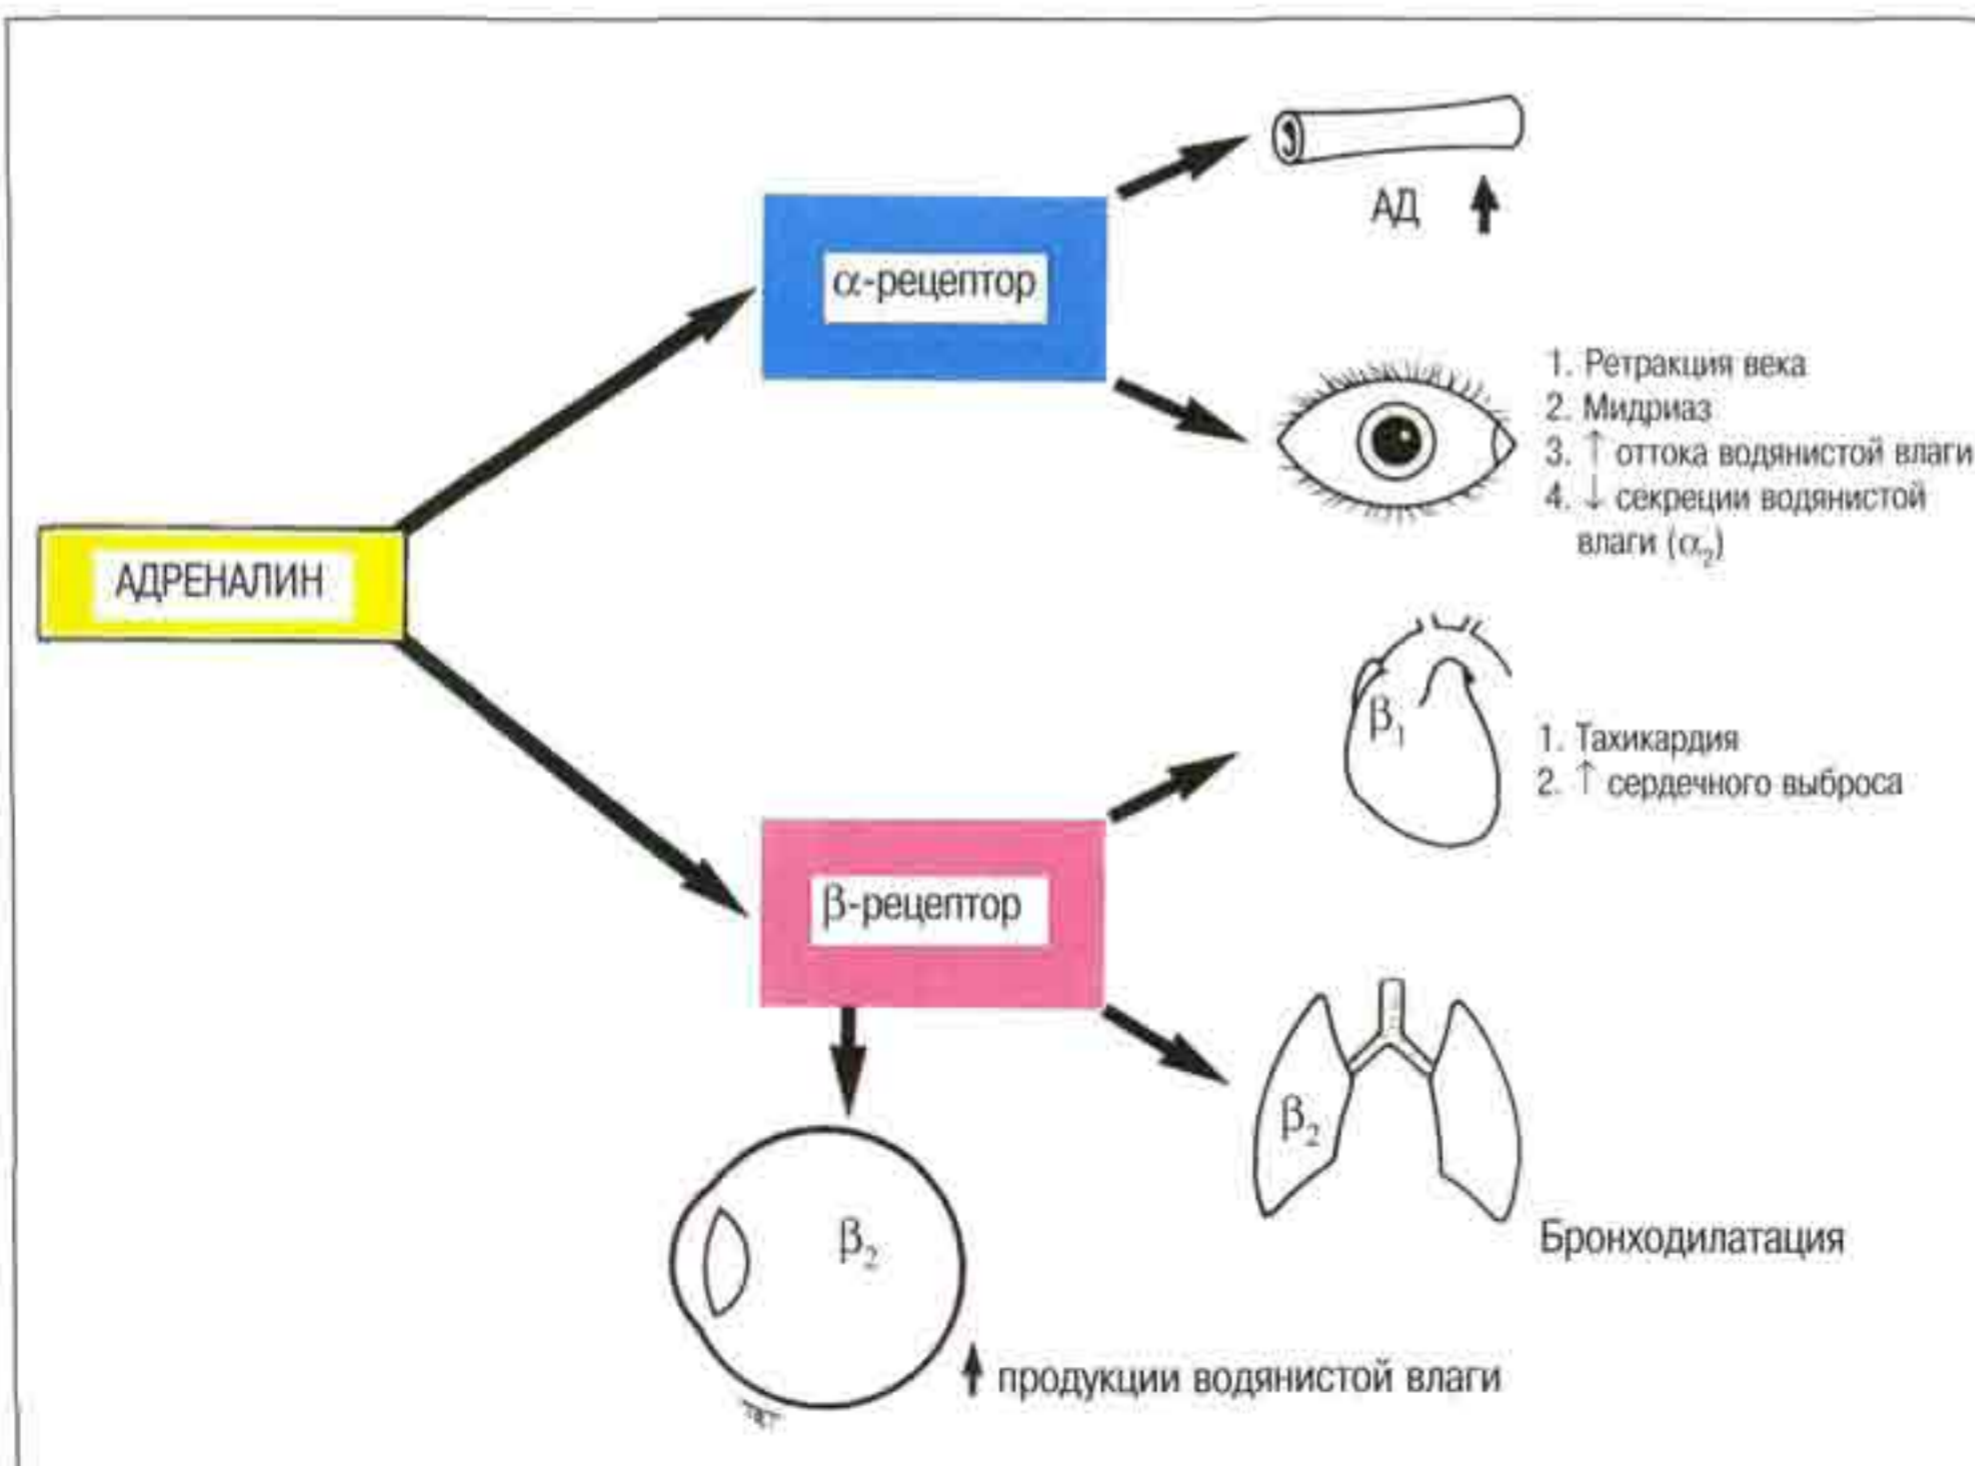 АД ↑
α-рецептор
1. Ретракция века
2. Мидриаз
3. ↑ оттока водянистой влаги
4. ↓ секреции водянистой
влаги (α₂)
АДРЕНАЛИН
β₁
1. Тахикардия
2. ↑ сердечного выброса
β-рецептор
β₂
Бронходилатация
β₂
↑ продукции водянистой влаги